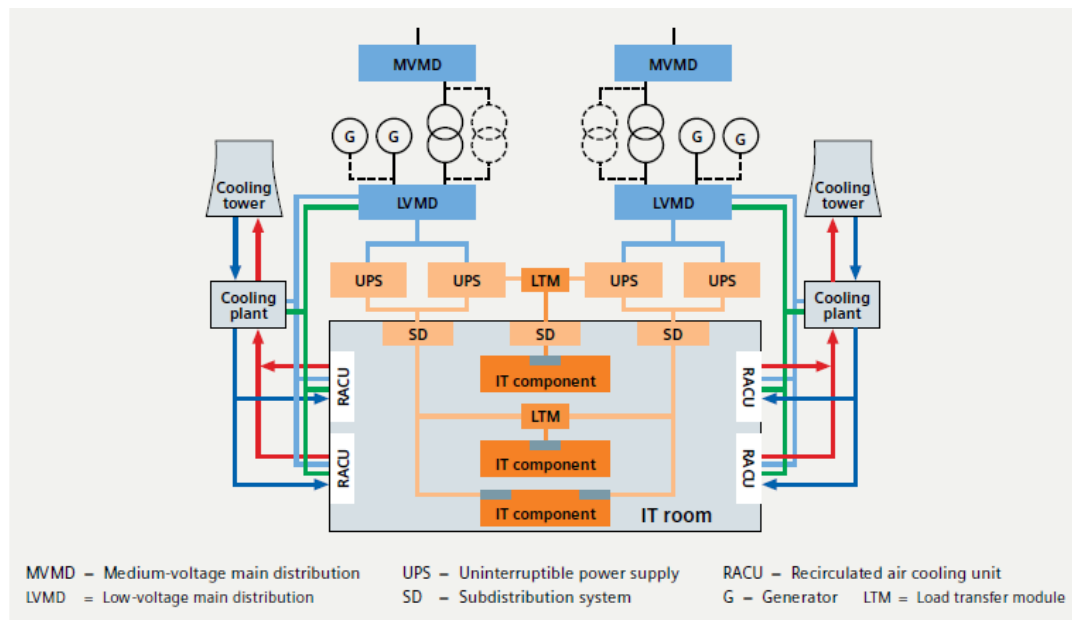 MVMD
MVMD
G
G
G
G
Cooling
tower
LVMD
LVMD
Cooling
tower
UPS
UPS
LTM
UPS
UPS
Cooling
plant
Cooling
plant
SD
SD
SD
RACU
IT component
RACU
LTM
RACU
IT component
RACU
IT component
IT room
MVMD – Medium-voltage main distribution
UPS – Uninterruptible power supply
RACU – Recirculated air cooling unit
LVMD = Low-voltage main distribution
SD – Subdistribution system
G – Generator LTM = Load transfer module